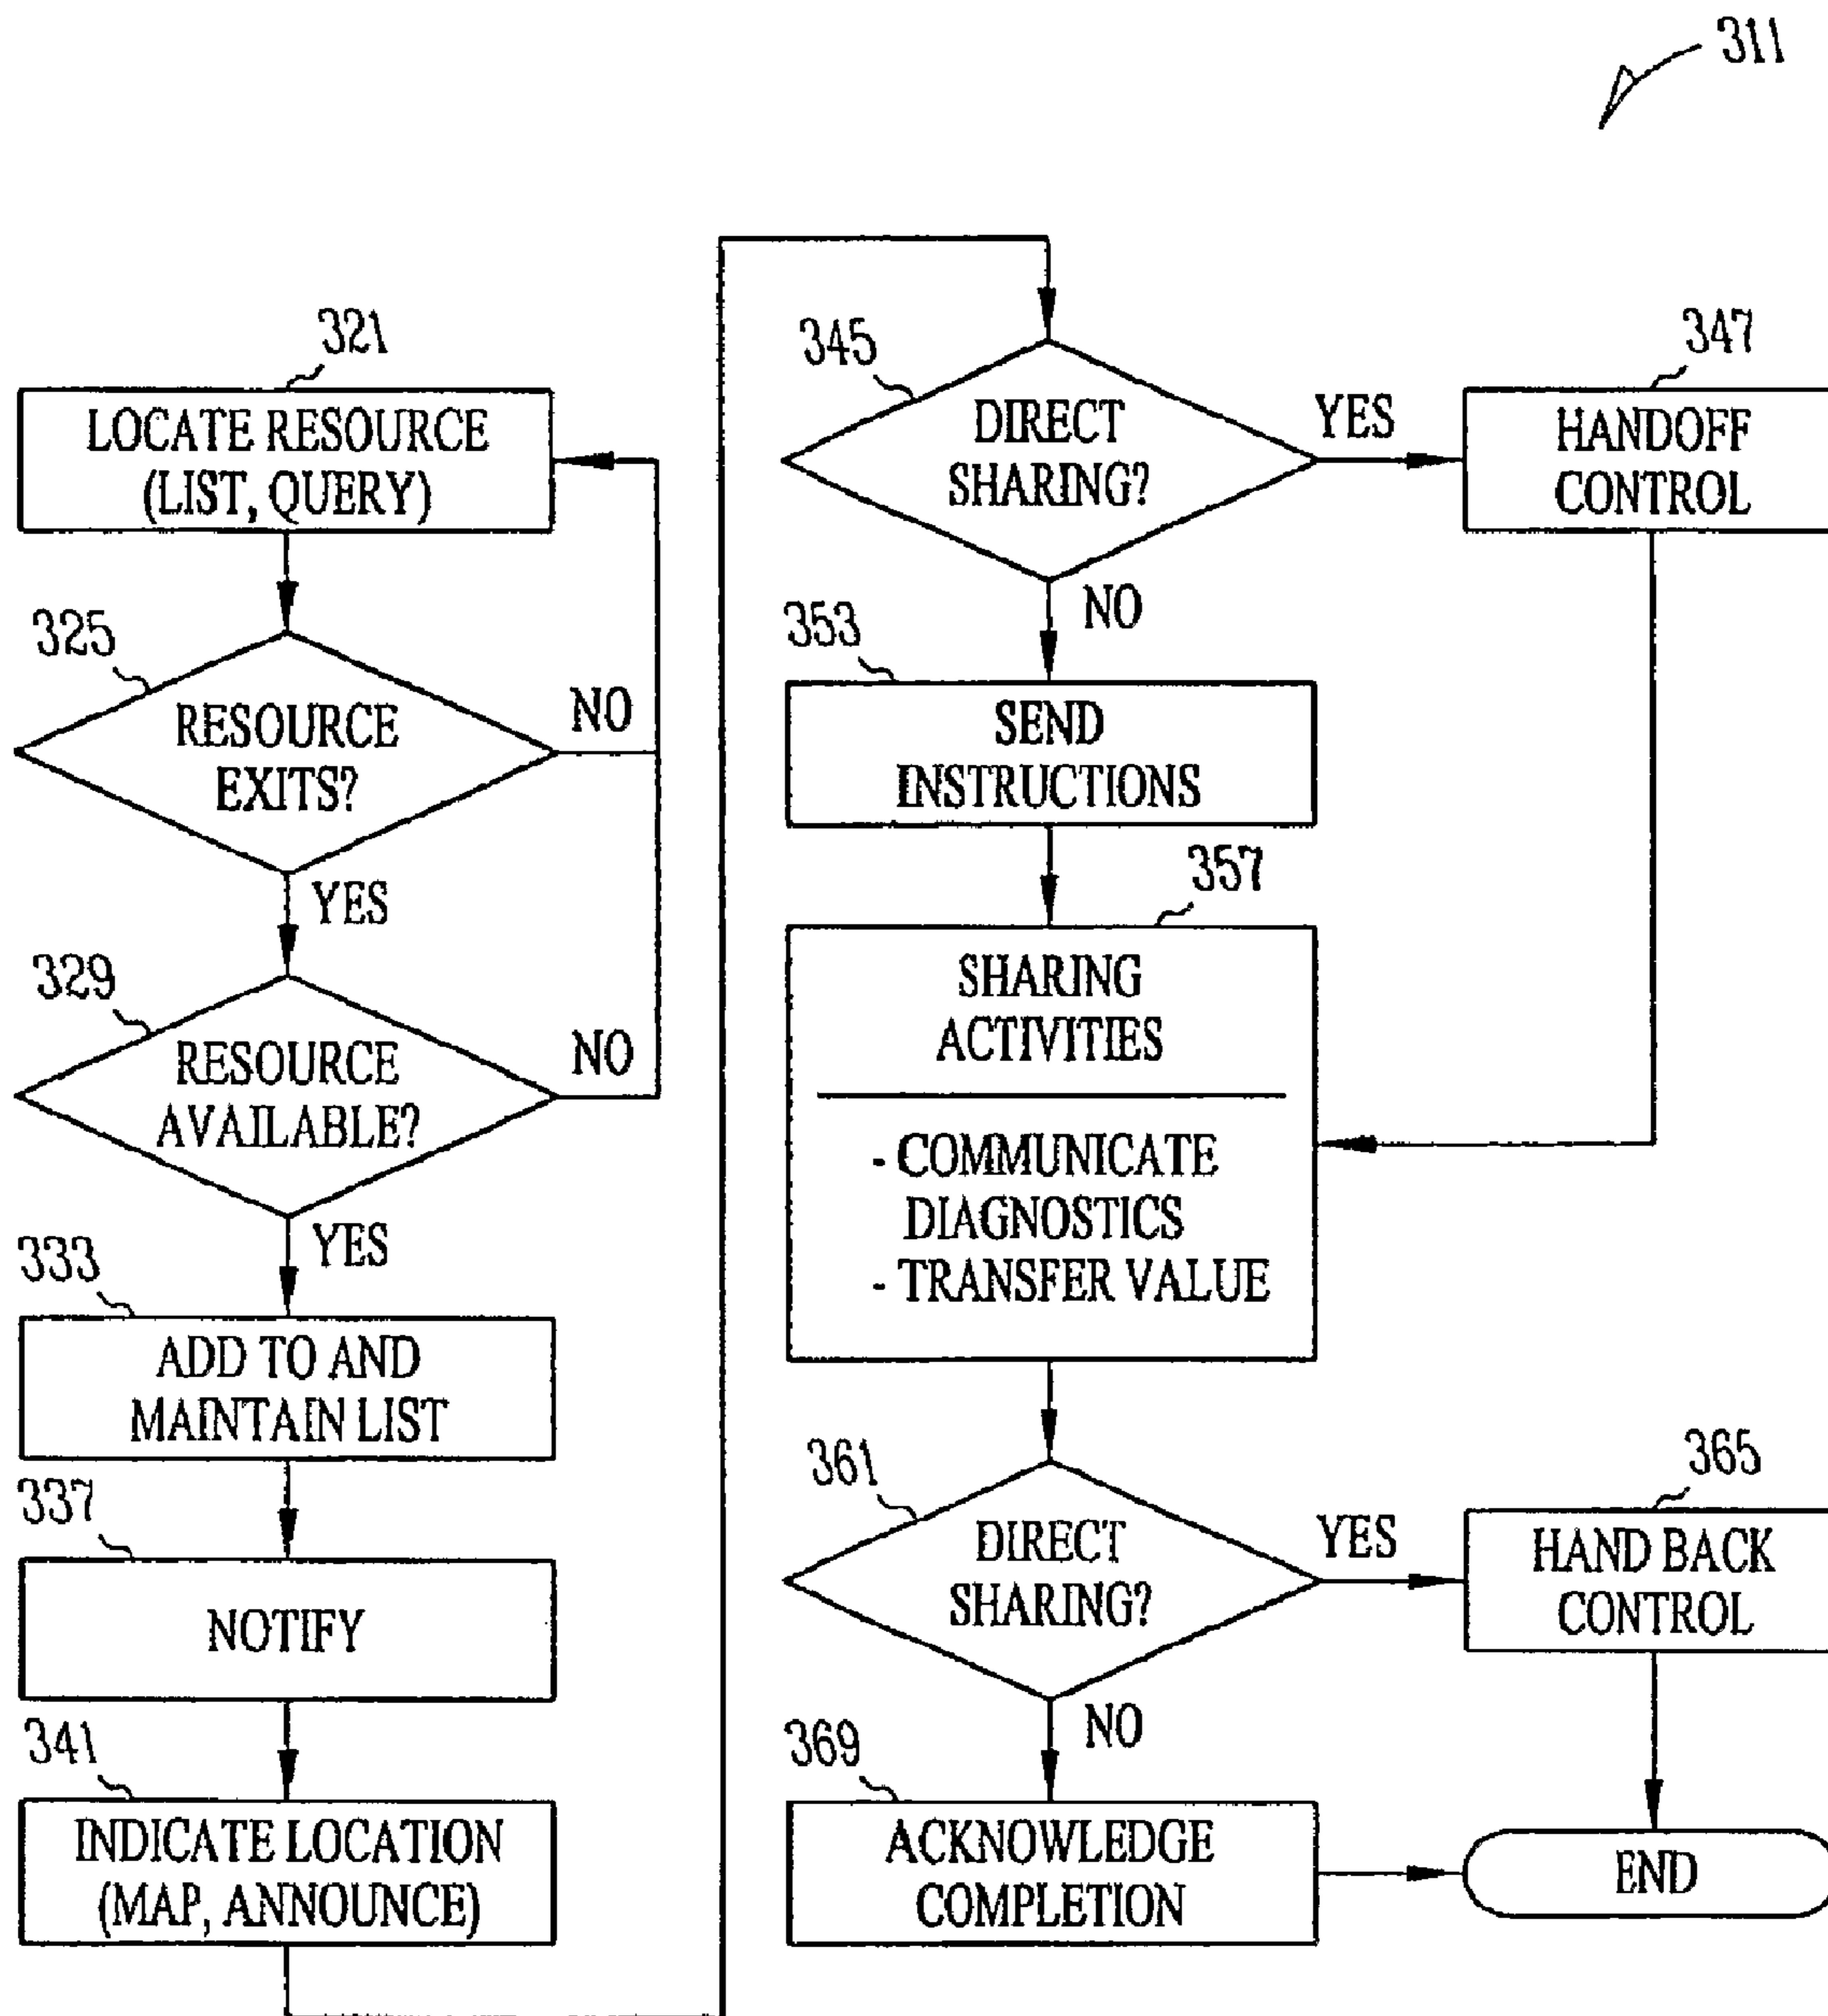 311
321
LOCATE RESOURCE
(LIST, QUERY)
325
RESOURCE
EXITS?
NO
YES
329
RESOURCE
AVAILABLE?
NO
YES
333
ADD TO AND
MAINTAIN LIST
337
NOTIFY
341
INDICATE LOCATION
(MAP, ANNOUNCE)
345
DIRECT
SHARING?
YES
347
HANDOFF
CONTROL
NO
353
SEND
INSTRUCTIONS
357
SHARING
ACTIVITIES
- COMMUNICATE
DIAGNOSTICS
- TRANSFER VALUE
361
DIRECT
SHARING?
YES
365
HAND BACK
CONTROL
NO
369
ACKNOWLEDGE
COMPLETION
END